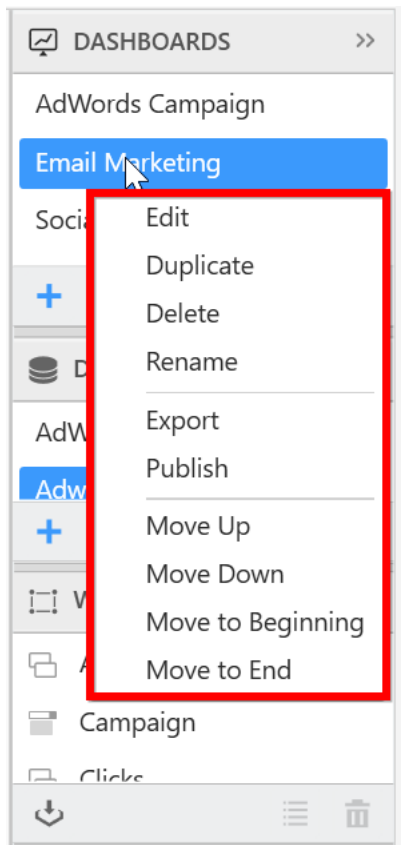 DASHBOARDS
AdWords Campaign
Email Marketing
Edit
Duplicate
Delete
Rename
Export
Publish
Move Up
Move Down
Move to Beginning
Move to End
Campaign
Clicks